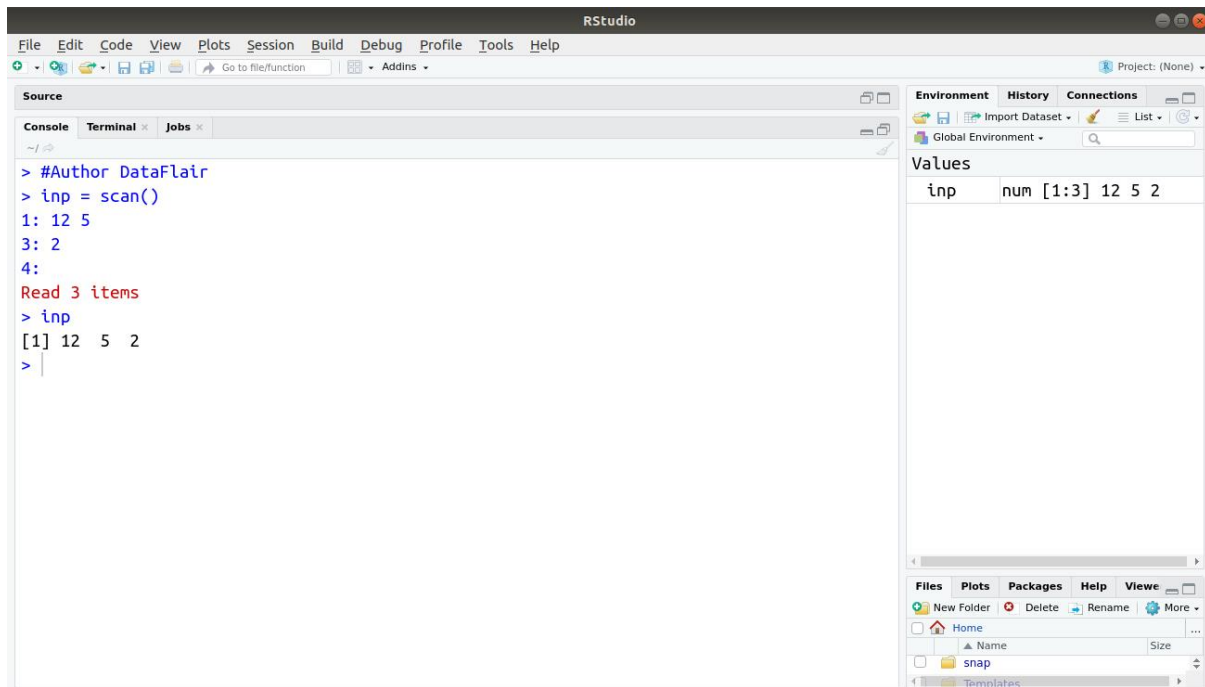 RStudio
File Edit Code View Plots Session Build Debug Profile Tools Help
Go to file/function Addins Project: (None)
Source
Console Terminal Jobs
~/
> #Author DataFlair
> inp = scan()
1: 12 5
3: 2
4:
Read 3 items
> inp
[1] 12  5  2
>
Environment History Connections
Import Dataset List
Global Environment
Values
inp num [1:3] 12 5 2
Files Plots Packages Help Viewe
New Folder Delete Rename More
Home ...
Name Size
snap
Templates